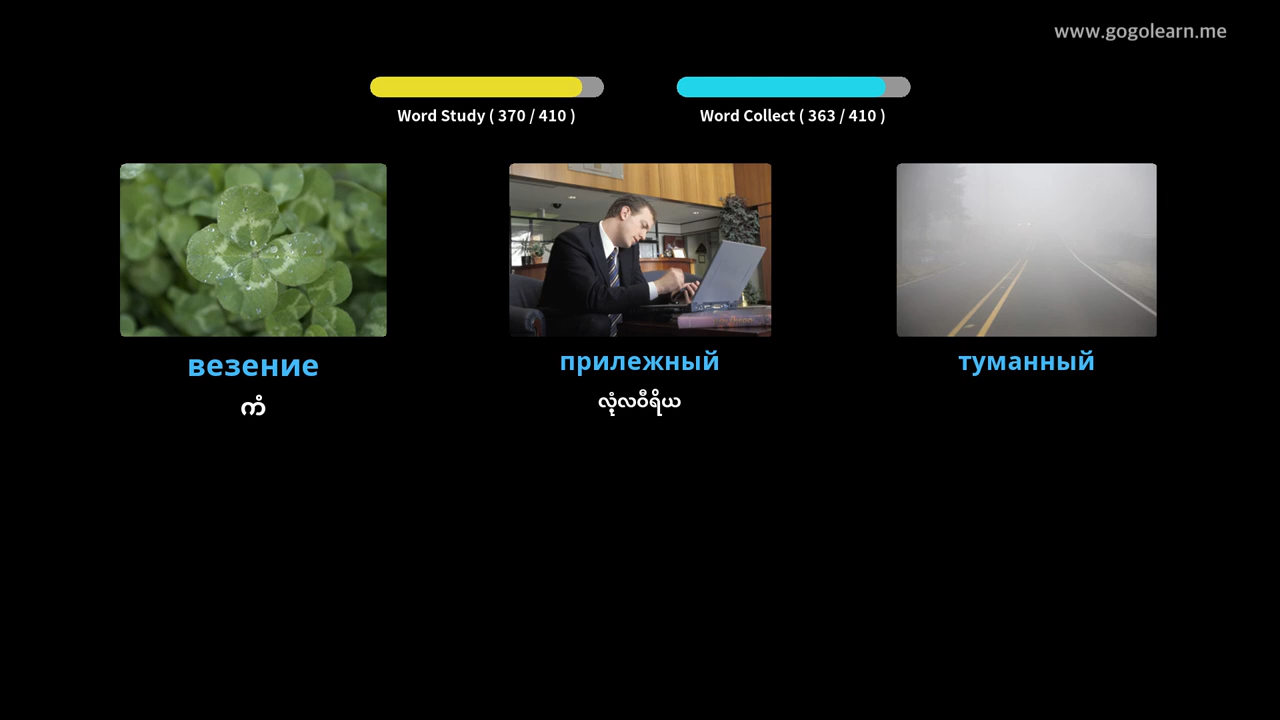 www.gogolearn.me
Word Study ( 370 / 410 )
Word Collect ( 363 / 410 )
везение
прилежный
туманный
ကံ
လုံ့လဝီရိယ